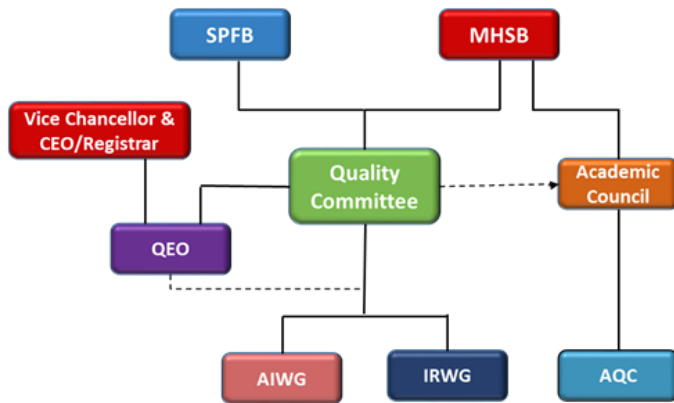 SPFB
MHSB
Vice Chancellor &
CEO/Registrar
Quality
Committee
Academic
Council
QEO
AIWG
IRWG
AQC